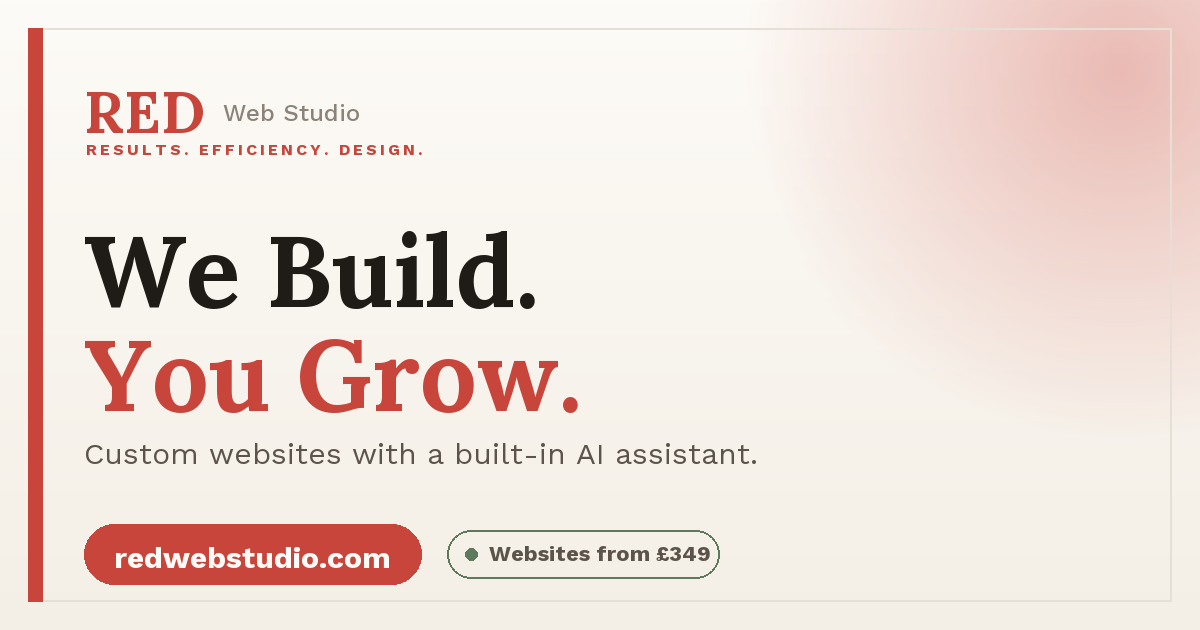 RED Web Studio
RESULTS. EFFICIENCY. DESIGN.
We Build.
You Grow.
Custom websites with a built-in AI assistant.
redwebstudio.com
Websites from £349